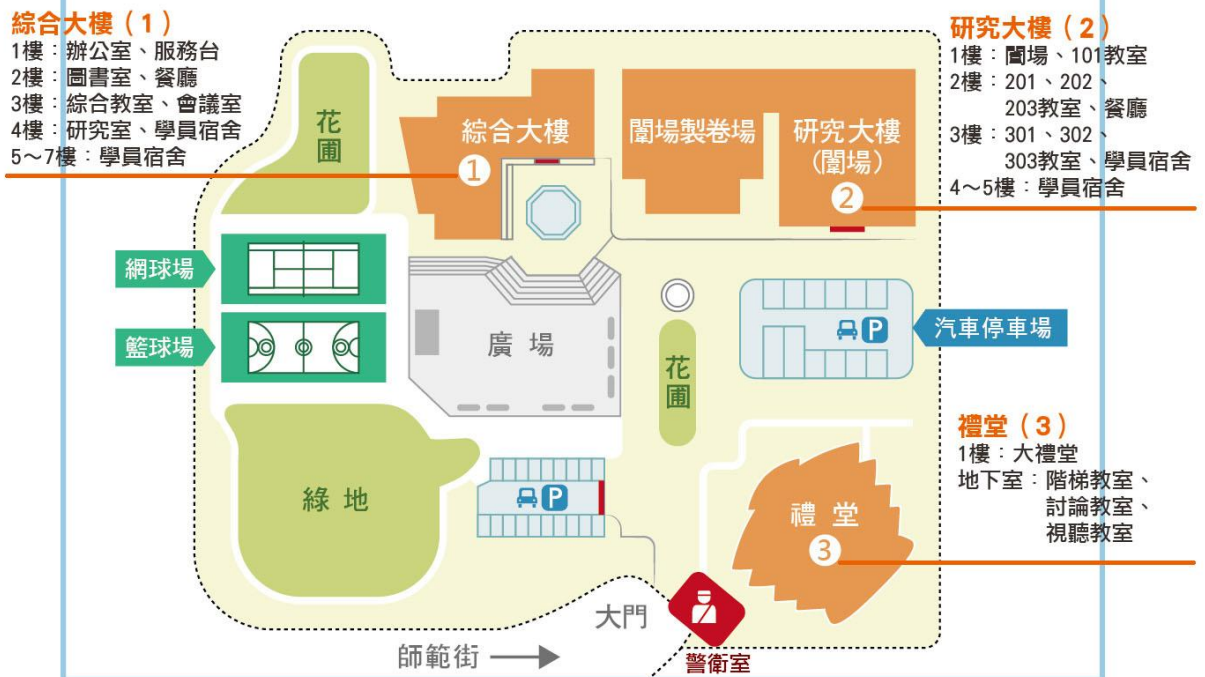 綜合大樓（1）
1樓：辦公室、服務台
2樓：圖書室、餐廳
3樓：綜合教室、會議室
4樓：研究室、學員宿舍
5～7樓：學員宿舍
研究大樓（2）
1樓：闈場、101教室
2樓：201、202、
203教室、餐廳
3樓：301、302、
303教室、學員宿舍
4～5樓：學員宿舍
花圃
綜合大樓
1
闈場製卷場
研究大樓
（闈場）
2
網球場
籃球場
廣場
花圃
P
汽車停車場
禮堂（3）
1樓：大禮堂
地下室：階梯教室、
討論教室、
視聽教室
綠地
P
禮堂
3
大門
師範街
警衛室